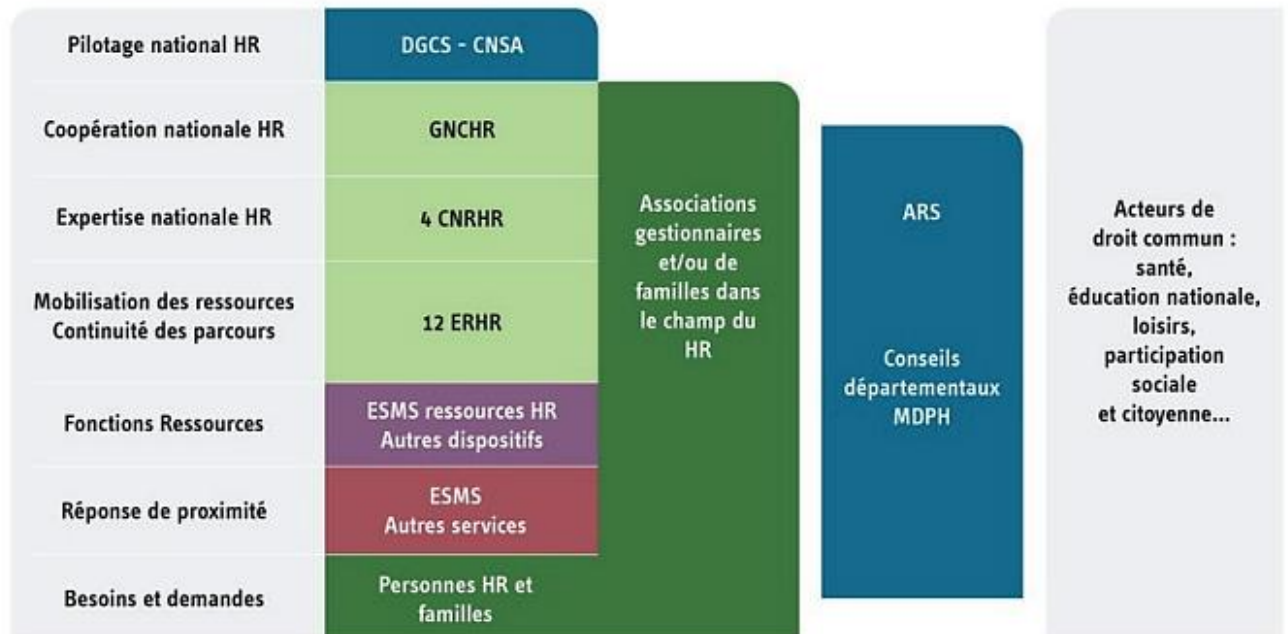 Pilotage national HR
DGCS - CNSA
Coopération nationale HR
GNCHR
Expertise nationale HR
4 CNRHR
Mobilisation des ressources
Continuité des parcours
12 ERHR
Fonctions Ressources
ESMS ressources HR
Autres dispositifs
Réponse de proximité
ESMS
Autres services
Besoins et demandes
Personnes HR et
familles
Associations
gestionnaires
et/ou de
familles dans
le champ du
HR
ARS
Conseils
départementaux
MDPH
Acteurs de
droit commun :
santé,
éducation nationale,
loisirs,
participation
sociale
et citoyenne...